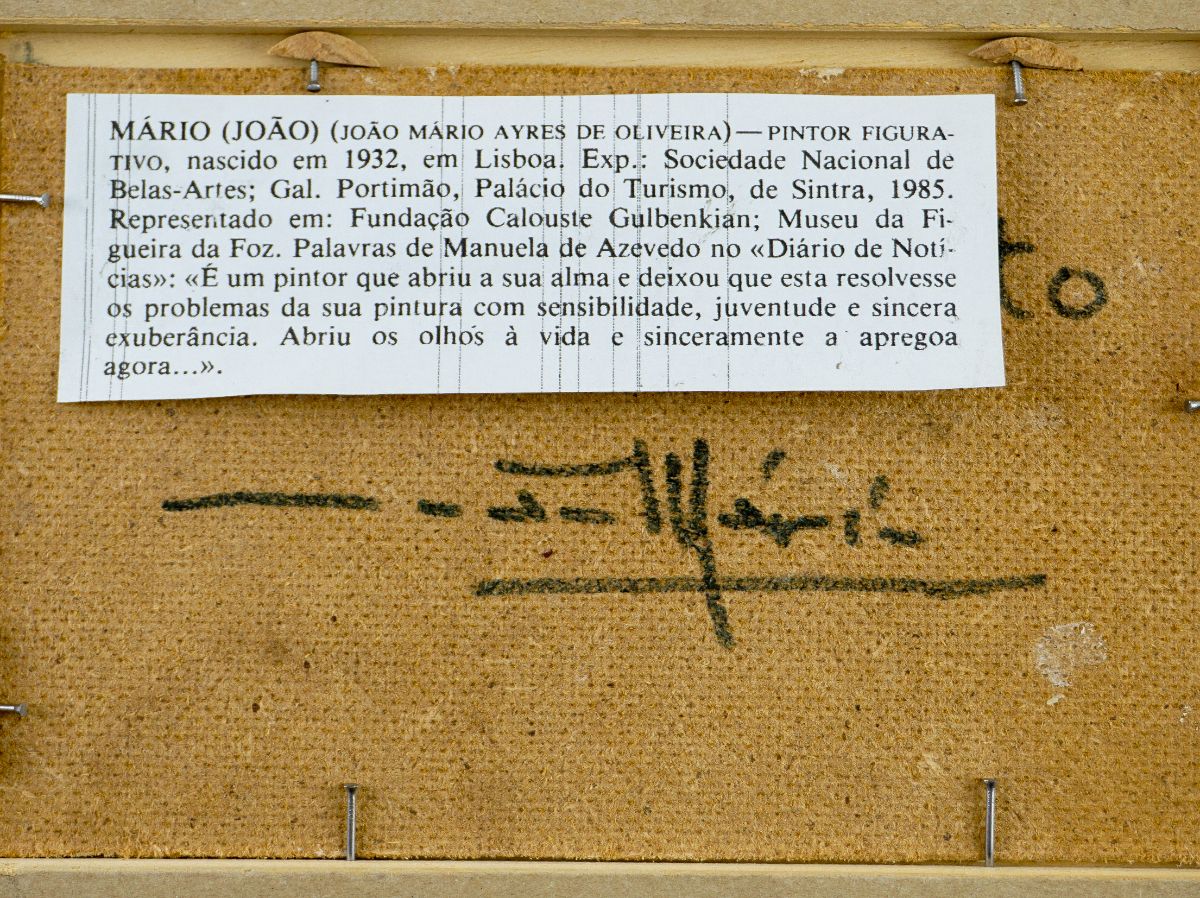 MÁRIO (JOÃO) (JOÃO MÁRIO AYRES DE OLIVEIRA) — PINTOR FIGURA-
TIVO, nascido em 1932, em Lisboa. Exp.: Sociedade Nacional de
Belas-Artes; Gal. Portimão, Palácio do Turismo, de Sintra, 1985.
Representado em: Fundação Calouste Gulbenkian; Museu da Fi-
gueira da Foz. Palavras de Manuela de Azevedo no «Diário de Notí-
cias»: «É um pintor que abriu a sua alma e deixou que esta resolvesse
os problemas da sua pintura com sensibilidade, juventude e sincera
exuberância. Abriu os olhos à vida e sinceramente a apregoa
agora...».
to